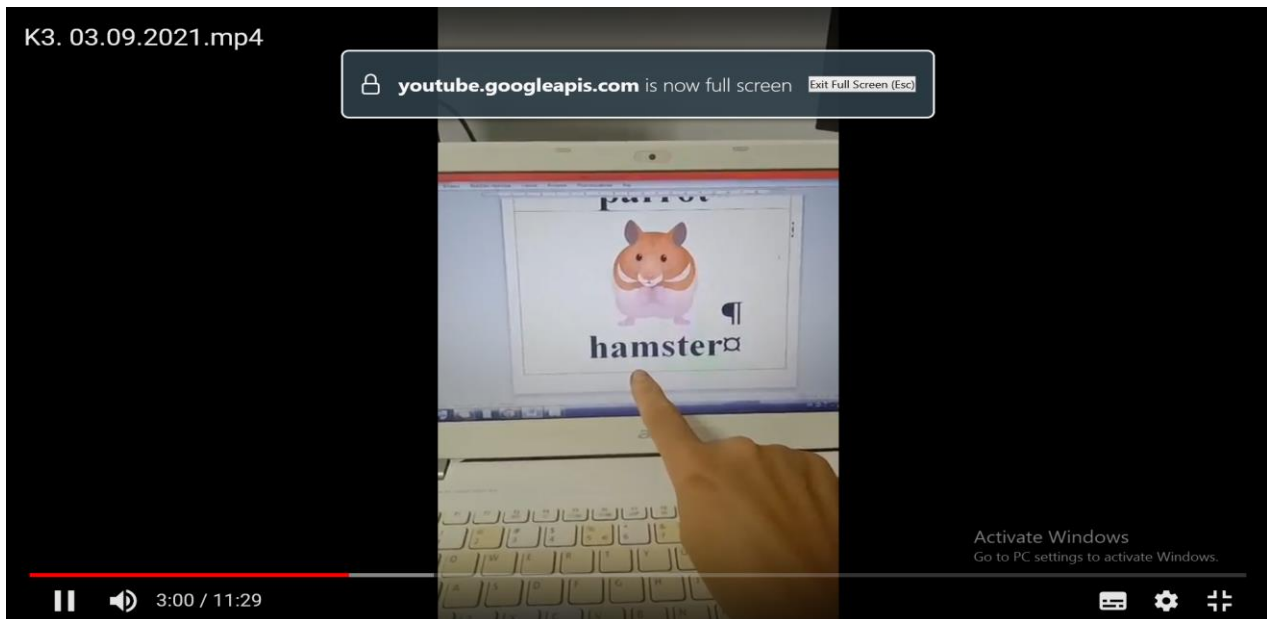 K3. 03.09.2021.mp4
youtube.googleapis.com is now full screen Exit Full Screen (Esc)
parrot
¶
hamster¤
Activate Windows
Go to PC settings to activate Windows.
3:00 / 11:29